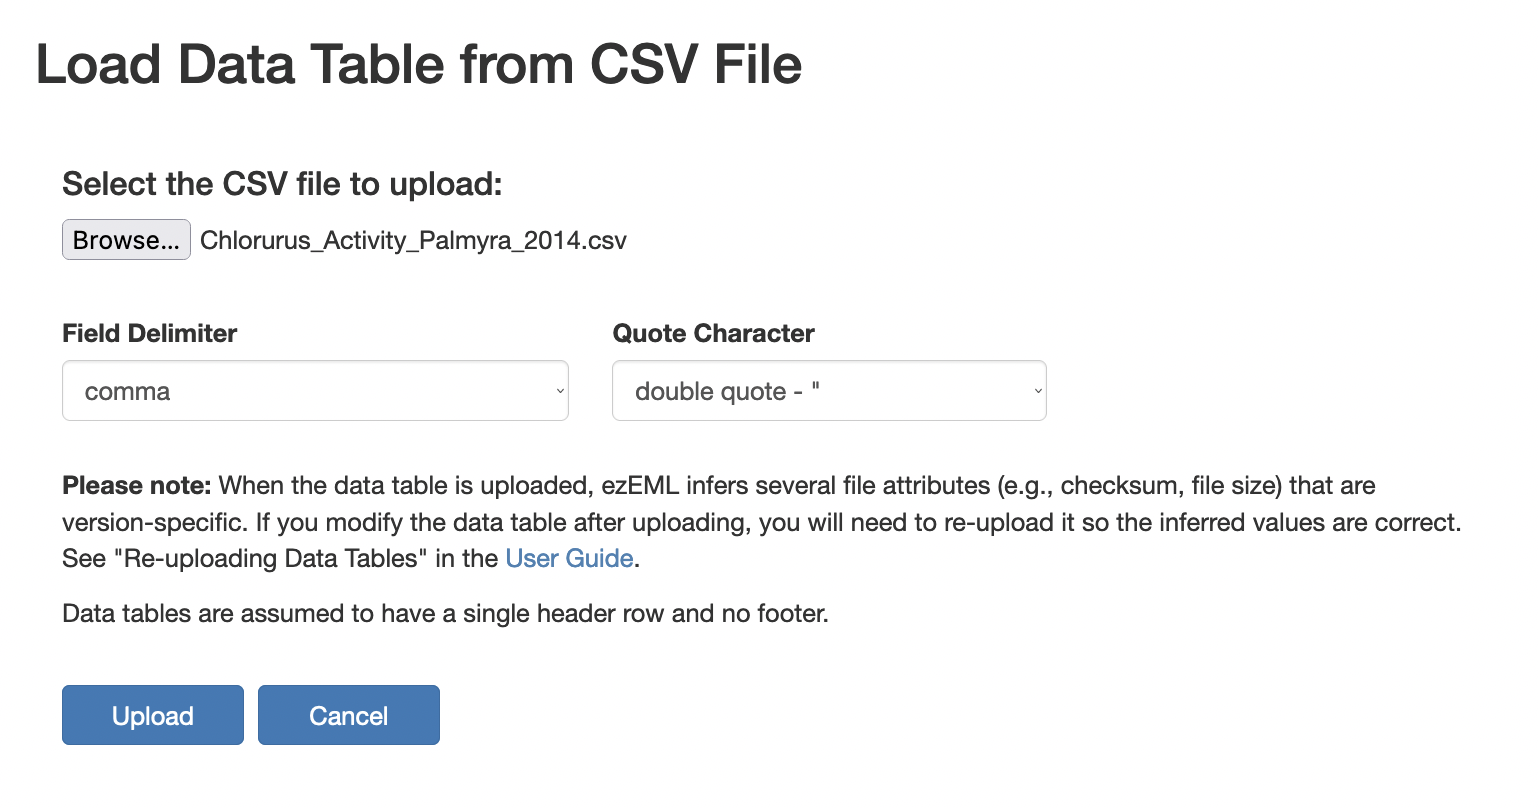 Load Data Table from CSV File
Select the CSV file to upload:
Browse... Chlorurus_Activity_Palmyra_2014.csv
Field Delimiter Quote Character
comma double quote - "
Please note: When the data table is uploaded, ezEML infers several file attributes (e.g., checksum, file size) that are
version-specific. If you modify the data table after uploading, you will need to re-upload it so the inferred values are correct.
See "Re-uploading Data Tables" in the User Guide.
Data tables are assumed to have a single header row and no footer.
Upload Cancel